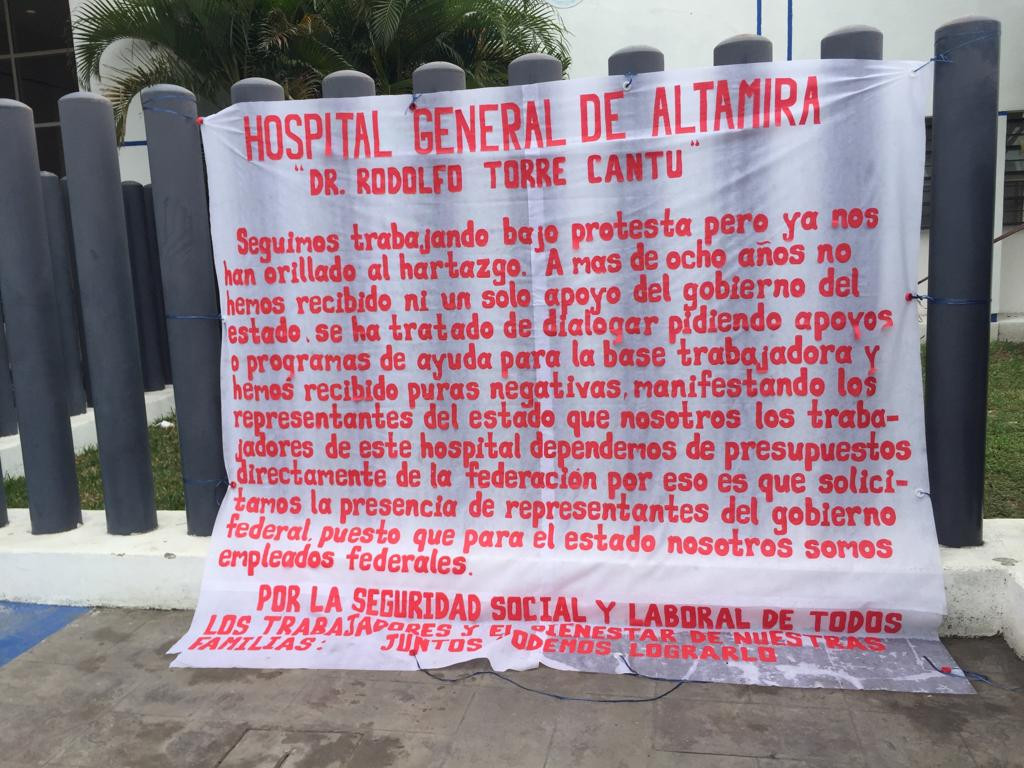 HOSPITAL GENERAL DE ALTAMIRA
"DR. RODOLFO TORRE CANTU"
Seguimos trabajando bajo protesta pero ya nos
han orillado al hartazgo. A mas de ocho años no
hemos recibido ni un solo apoyo del gobierno del
estado. se ha tratado de dialogar pidiendo apoyos
o programas de ayuda para la base trabajadora y
hemos recibido puras negativas, manifestando los
representantes del estado que nosotros los traba-
jadores de este hospital dependemos de presupuestos
directamente de la federación por eso es que solici-
tamos la presencia de representantes del gobierno
federal, puesto que para el estado nosotros somos
empleados federales.
POR LA SEGURIDAD SOCIAL Y LABORAL DE TODOS
LOS TRABAJADORES Y EL BIENESTAR DE NUESTRAS
FAMILIAS: JUNTOS PODEMOS LOGRARLO